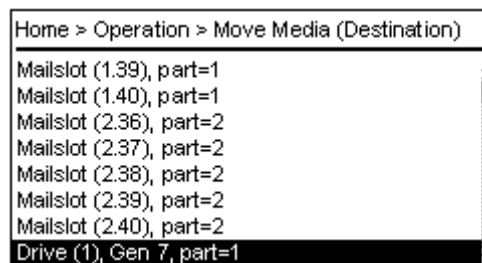 Home > Operation > Move Media (Destination)
Mailslot (1.39), part=1
Mailslot (1.40), part=1
Mailslot (2.36), part=2
Mailslot (2.37), part=2
Mailslot (2.38), part=2
Mailslot (2.39), part=2
Mailslot (2.40), part=2
Drive (1), Gen 7, part=1